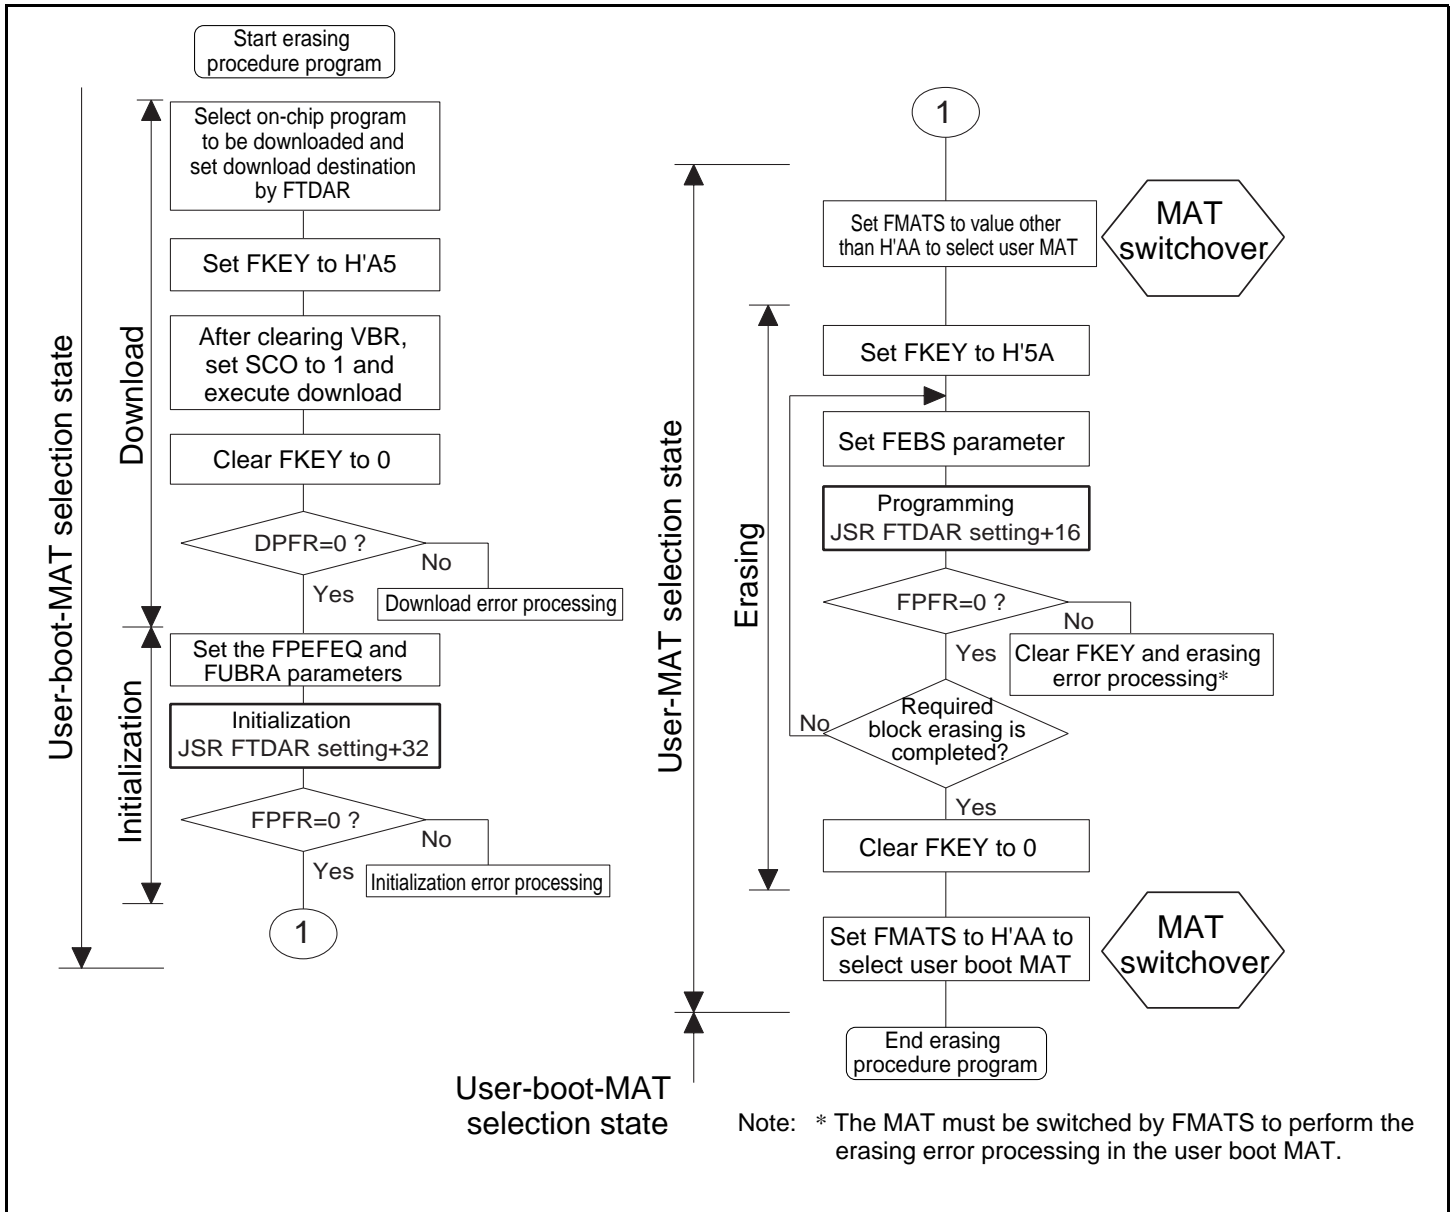 Start erasing
procedure program
Select on-chip program
to be downloaded and
set download destination
by FTDAR
Set FKEY to H'A5
After clearing VBR,
set SCO to 1 and
execute download
Clear FKEY to 0
DPFR=0 ?
No
Yes
Download error processing
Set the FPEFEQ and
FUBRA parameters
Initialization
JSR FTDAR setting+32
FPFR=0 ?
No
Yes
Initialization error processing
1
User-boot-MAT selection state
Download
Initialization
1
Set FMATS to value other
than H'AA to select user MAT
MAT
switchover
Set FKEY to H'5A
Set FEBS parameter
Programming
JSR FTDAR setting+16
FPFR=0 ?
No
Yes
Clear FKEY and erasing
error processing*
Required
block erasing is
completed?
No
Yes
Clear FKEY to 0
Set FMATS to H'AA to
select user boot MAT
MAT
switchover
End erasing
procedure program
User-MAT selection state
Erasing
User-boot-MAT
selection state
Note: * The MAT must be switched by FMATS to perform the
erasing error processing in the user boot MAT.